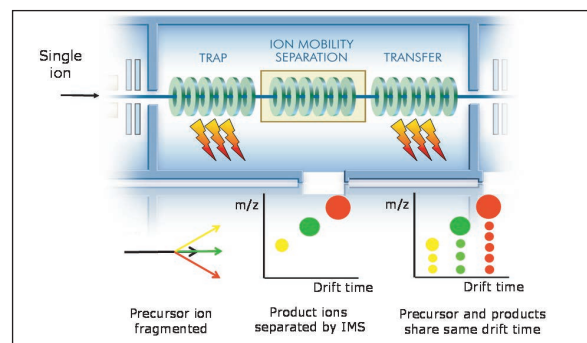 Single
ion
TRAP
ION MOBILITY
SEPARATION
TRANSFER
m/z
Drift time
m/z
Drift time
Precursor ion
fragmented
Product ions
separated by IMS
Precursor and products
share same drift time